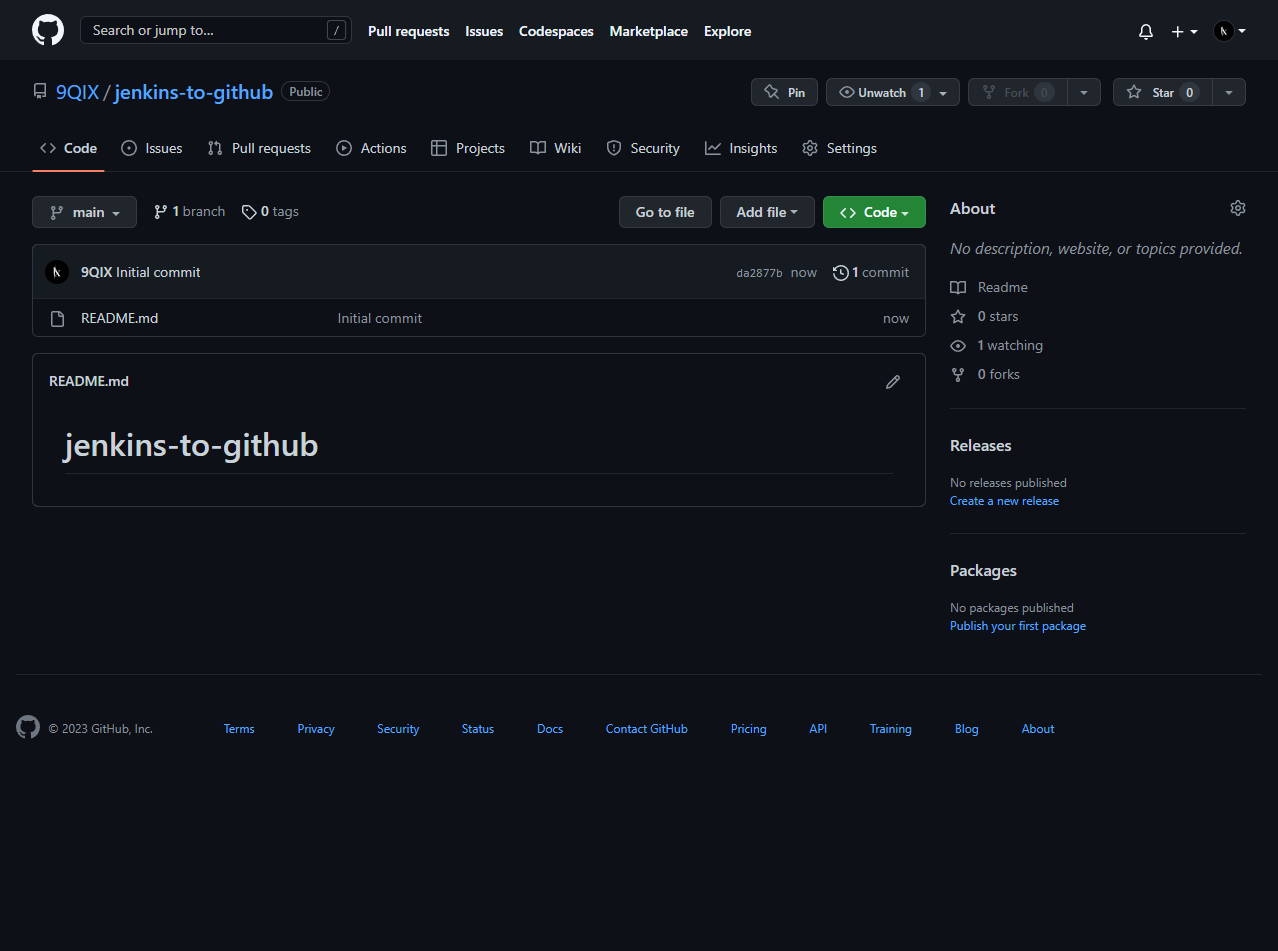 Search or jump to... /
Pull requests Issues Codespaces Marketplace Explore
9QIX / jenkins-to-github Public
Pin Unwatch 1 Fork 0 Star 0
Code Issues Pull requests Actions Projects Wiki Security Insights Settings
main 1 branch 0 tags Go to file Add file Code
9QIX Initial commit da2877b now 1 commit
README.md Initial commit now
README.md
jenkins-to-github
About
No description, website, or topics provided.
Readme
0 stars
1 watching
0 forks
Releases
No releases published
Create a new release
Packages
No packages published
Publish your first package
© 2023 GitHub, Inc. Terms Privacy Security Status Docs Contact GitHub Pricing API Training Blog About